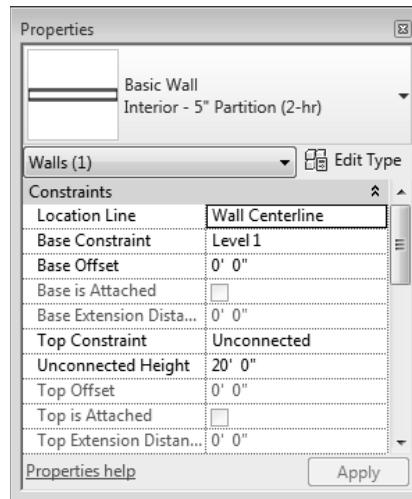 Properties
Basic Wall
Interior - 5" Partition (2-hr)
Walls (1) Edit Type
Constraints
Location Line Wall Centerline
Base Constraint Level 1
Base Offset 0' 0"
Base is Attached
Base Extension Dista... 0' 0"
Top Constraint Unconnected
Unconnected Height 20' 0"
Top Offset 0' 0"
Top is Attached
Top Extension Distan... 0' 0"
Properties help Apply